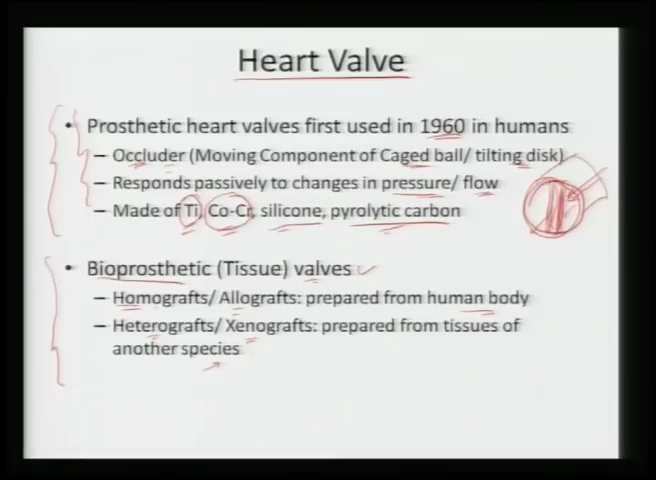 Heart Valve
• Prosthetic heart valves first used in 1960 in humans
– Occluder (Moving Component of Caged ball/ tilting disk)
– Responds passively to changes in pressure/ flow
– Made of Ti, Co-Cr, silicone, pyrolytic carbon
• Bioprosthetic (Tissue) valves
– Homografts/ Allografts: prepared from human body
– Heterografts/ Xenografts: prepared from tissues of
another species